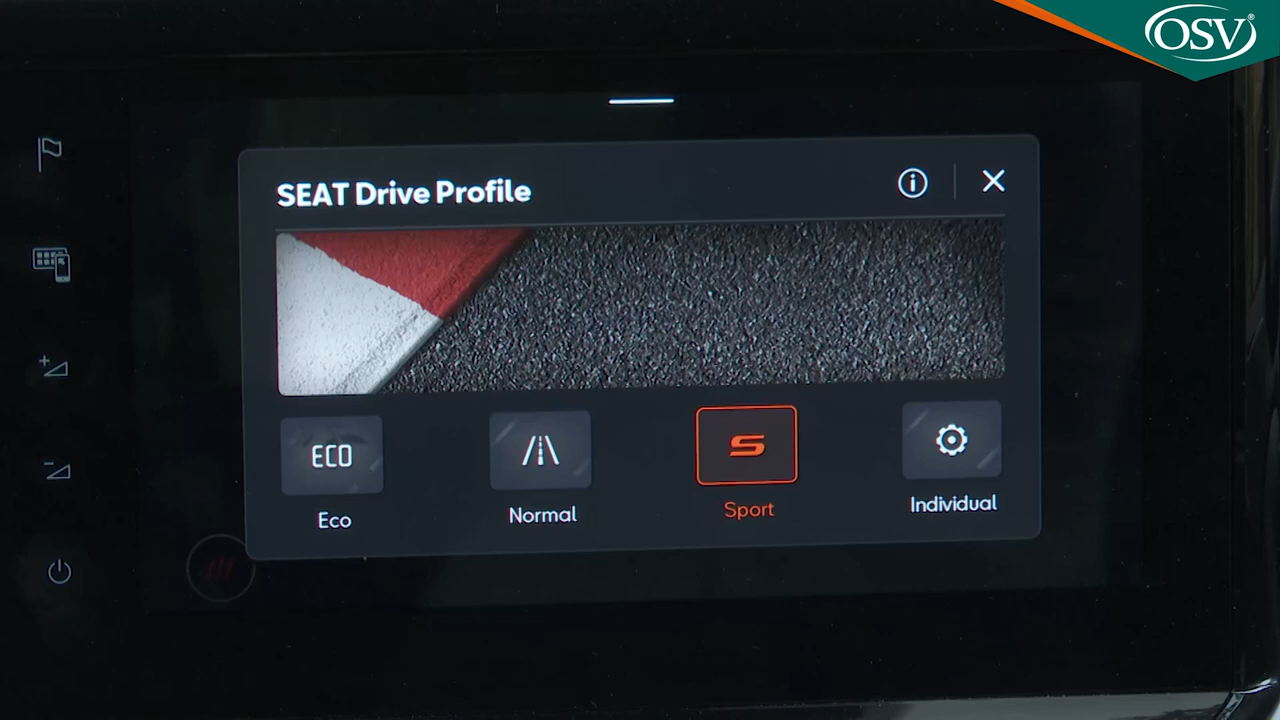 OSV
SEAT Drive Profile
ECO
S
Eco
Normal
Sport
Individual